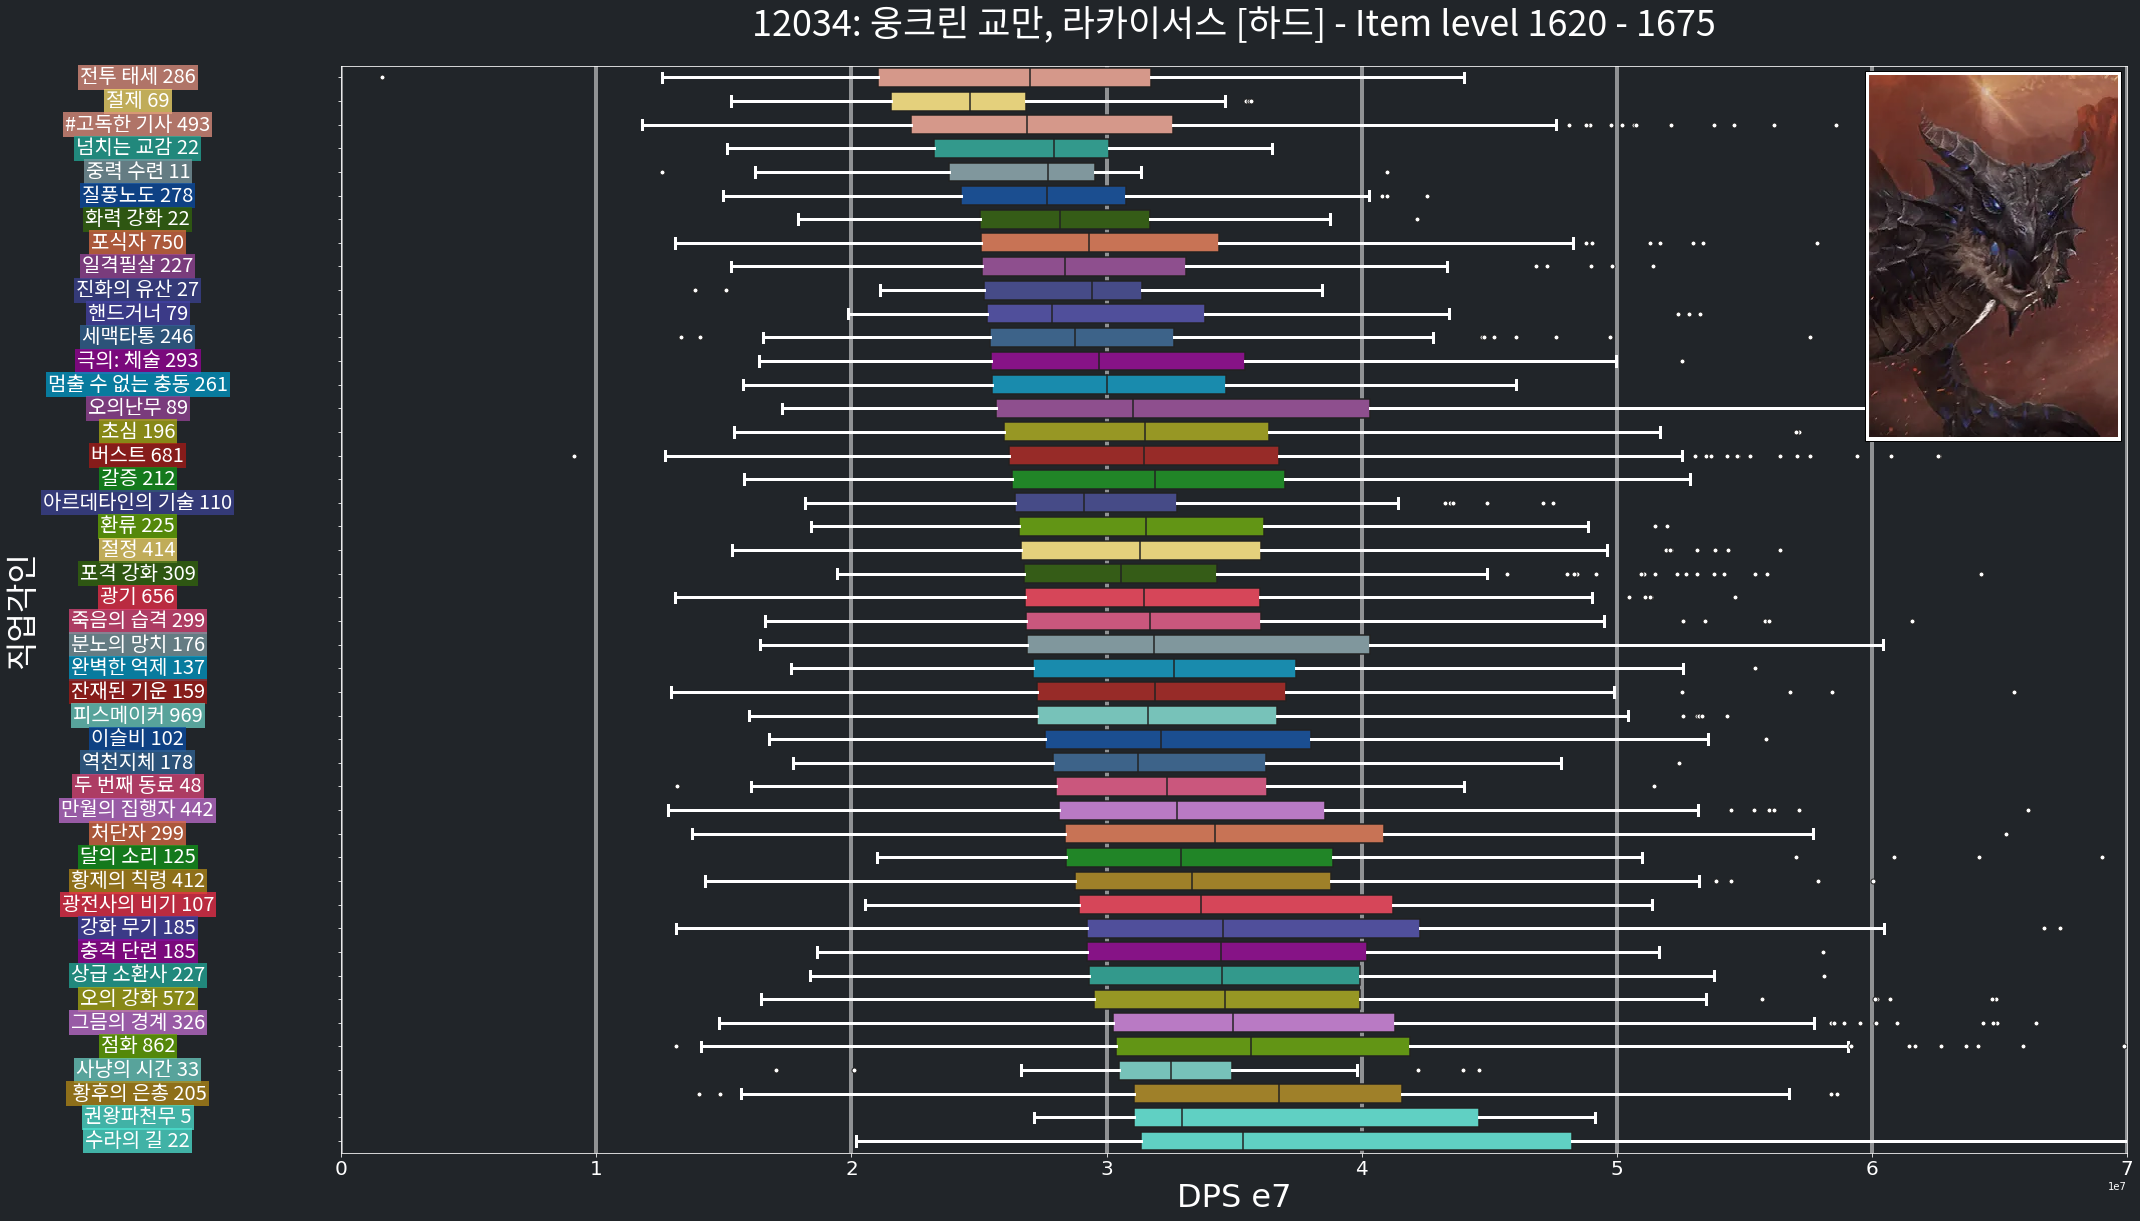 12034: 웅크린 교만, 라카이서스 [하드] - Item level 1620 - 1675
직업각인
전투 태세 286
절제 69
#고독한 기사 493
넘치는 교감 22
중력 수련 11
질풍노도 278
화력 강화 22
포식자 750
일격필살 227
진화의 유산 27
핸드거너 79
세맥타통 246
극의: 체술 293
멈출 수 없는 충동 261
오의난무 89
초심 196
버스트 681
갈증 212
아르데타인의 기술 110
환류 225
절정 414
포격 강화 309
광기 656
죽음의 습격 299
분노의 망치 176
완벽한 억제 137
잔재된 기운 159
피스메이커 969
이슬비 102
역천지체 178
두 번째 동료 48
만월의 집행자 442
처단자 299
달의 소리 125
황제의 칙령 412
광전사의 비기 107
강화 무기 185
충격 단련 185
상급 소환사 227
오의 강화 572
그믐의 경계 326
점화 862
사냥의 시간 33
황후의 은총 205
권왕파천무 5
수라의 길 22
0 1 2 3 4 5 6 7
DPS e7
1e7